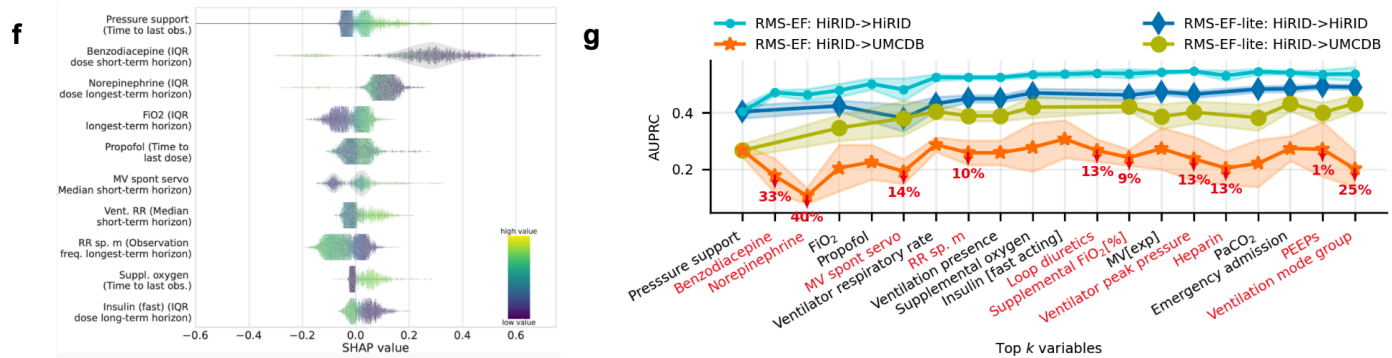 f
Pressure support
(Time to last obs.)
Benzodiacepine (IQR
dose short-term horizon)
Norepinephrine (IQR
dose longest-term horizon)
FiO2 (IQR
longest-term horizon)
Propofol (Time to
last dose)
MV spont servo
Median short-term horizon)
Vent. RR (Median
short-term horizon)
RR sp. m (Observation
freq. longest-term horizon)
Suppl. oxygen
(Time to last obs.)
Insulin (fast) (IQR
dose long-term horizon)
high value
low value
−0.6
−0.4
−0.2
0.0
0.2
0.4
0.6
SHAP value
g
RMS-EF: HiRID->HiRID
RMS-EF: HiRID->UMCDB
RMS-EF-lite: HiRID->HiRID
RMS-EF-lite: HiRID->UMCDB
AUPRC
0.4
0.2
33%
40%
14%
10%
13%
9%
13%
13%
1%
25%
Presssure support
Benzodiacepine
Norepinephrine
FiO2
Propofol
MV spont servo
Ventilator respiratory rate
RR sp. m
Ventilation presence
Supplemental oxygen
Insulin [fast acting]
Loop diuretics
Supplemental FiO2[%]
MV[exp]
Ventilator peak pressure
Heparin
PaCO2
Emergency admission
PEEPs
Ventilation mode group
Top k variables